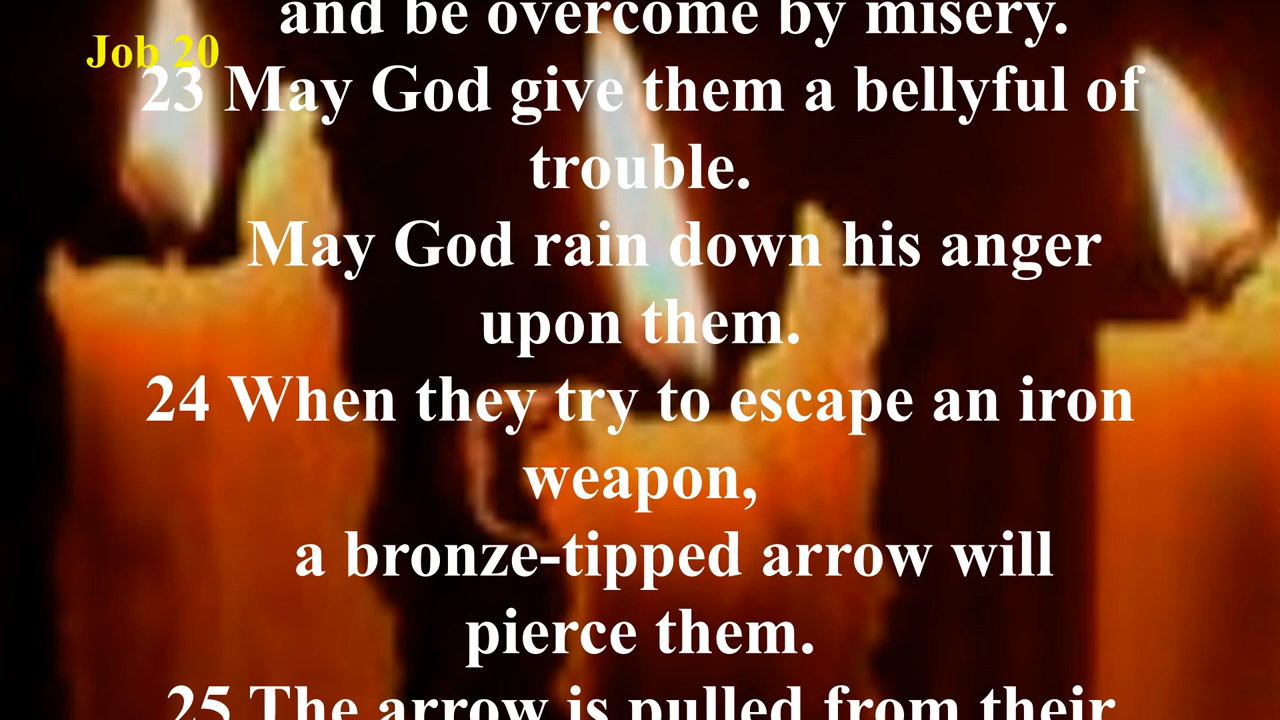 and be overcome by misery.
Job 20
23 May God give them a bellyful of
trouble.
May God rain down his anger
upon them.
24 When they try to escape an iron
weapon,
a bronze-tipped arrow will
pierce them.
25 The arrow is pulled from their